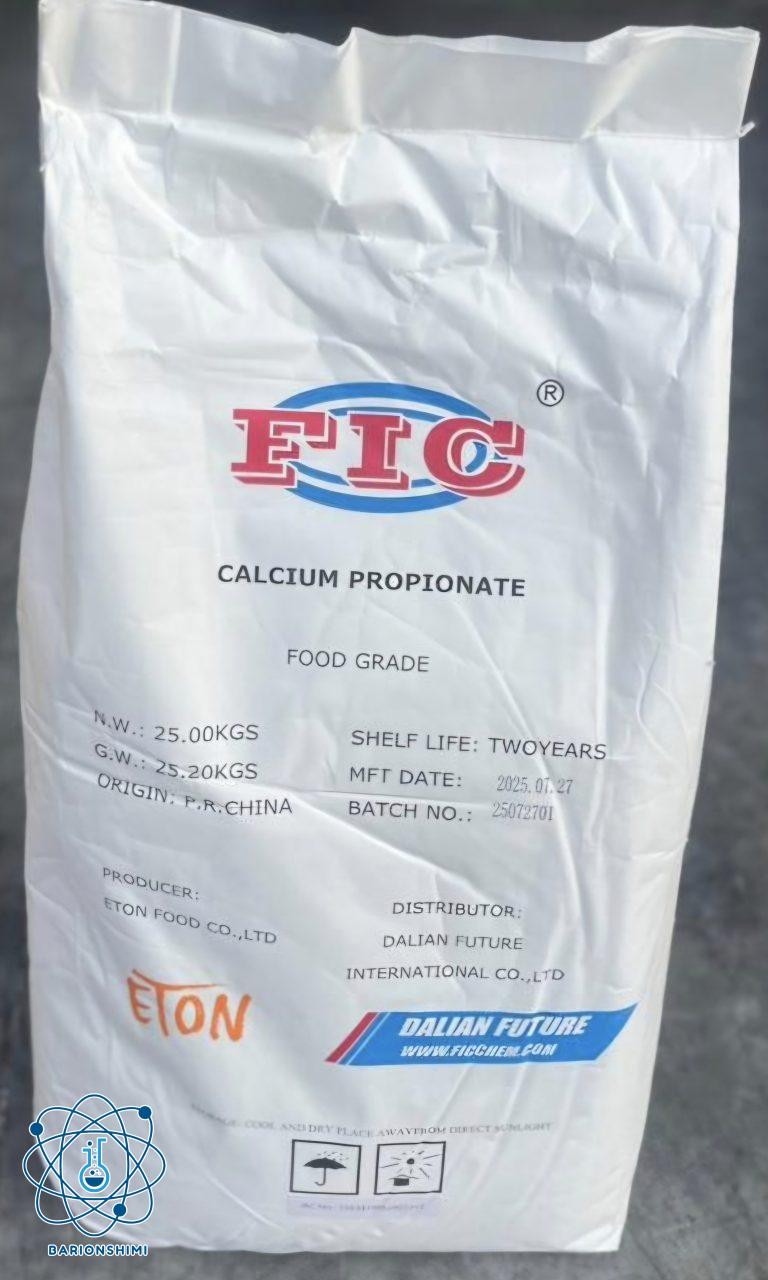 FIC ®
CALCIUM PROPIONATE
FOOD GRADE
N.W.: 25.00KGS
G.W.: 25.20KGS
ORIGIN: P.R.CHINA
SHELF LIFE: TWOYEARS
MFT DATE: 2025.07.27
BATCH NO.: 25072701
PRODUCER:
ETON FOOD CO.,LTD
ETON
DISTRIBUTOR:
DALIAN FUTURE
INTERNATIONAL CO.,LTD
DALIAN FUTURE
WWW.FICCHEM.COM
STORAGE: COOL AND DRY PLACE AWAYFROM DIRECT SUNLIGHT
BARIONSHIMI